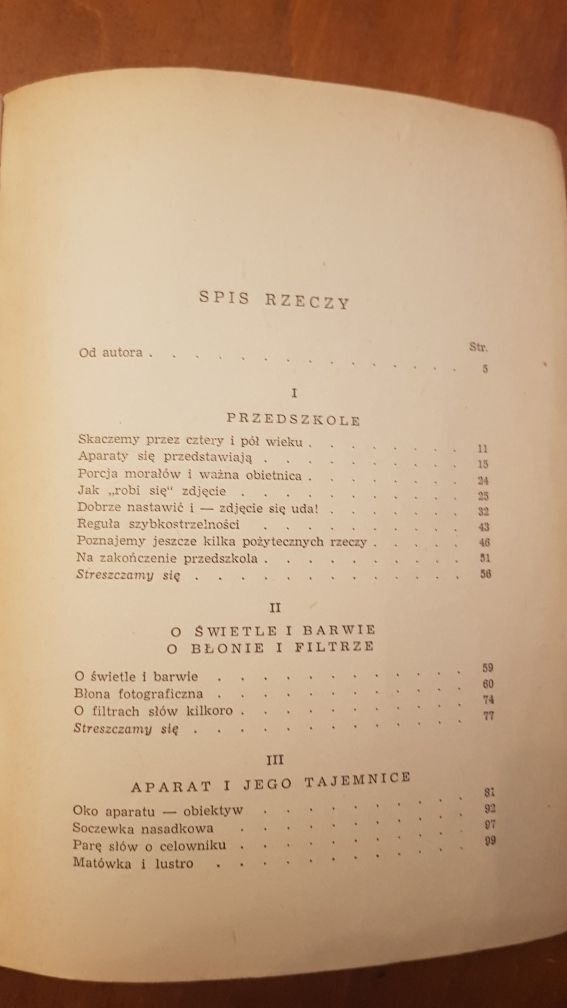 SPIS RZECZY
Str.
Od autora . . . . . . . . . . . . . . 5
I
PRZEDSZKOLE
Skaczemy przez cztery i pół wieku . . . . . . . 11
Aparaty się przedstawiają . . . . . . . . . 15
Porcja morałów i ważna obietnica . . . . . . . 24
Jak „robi się" zdjęcie . . . . . . . . . . 25
Dobrze nastawić i — zdjęcie się uda! . . . . . . 32
Reguła szybkostrzelności . . . . . . . . . 43
Poznajemy jeszcze kilka pożytecznych rzeczy . . . . 46
Na zakończenie przedszkola . . . . . . . . . 51
Streszczamy się . . . . . . . . . . . . 56
II
O ŚWIETLE I BARWIE
O BŁONIE I FILTRZE
O świetle i barwie . . . . . . . . . . . 59
Błona fotograficzna . . . . . . . . . . . 60
O filtrach słów kilkoro . . . . . . . . . . 74
Streszczamy się . . . . . . . . . . . . 77
III
APARAT I JEGO TAJEMNICE
Oko aparatu — obiektyw . . . . . . . . . 81
Soczewka nasadkowa . . . . . . . . . . 92
Parę słów o celowniku . . . . . . . . . . 97
Matówka i lustro . . . . . . . . . . . 99